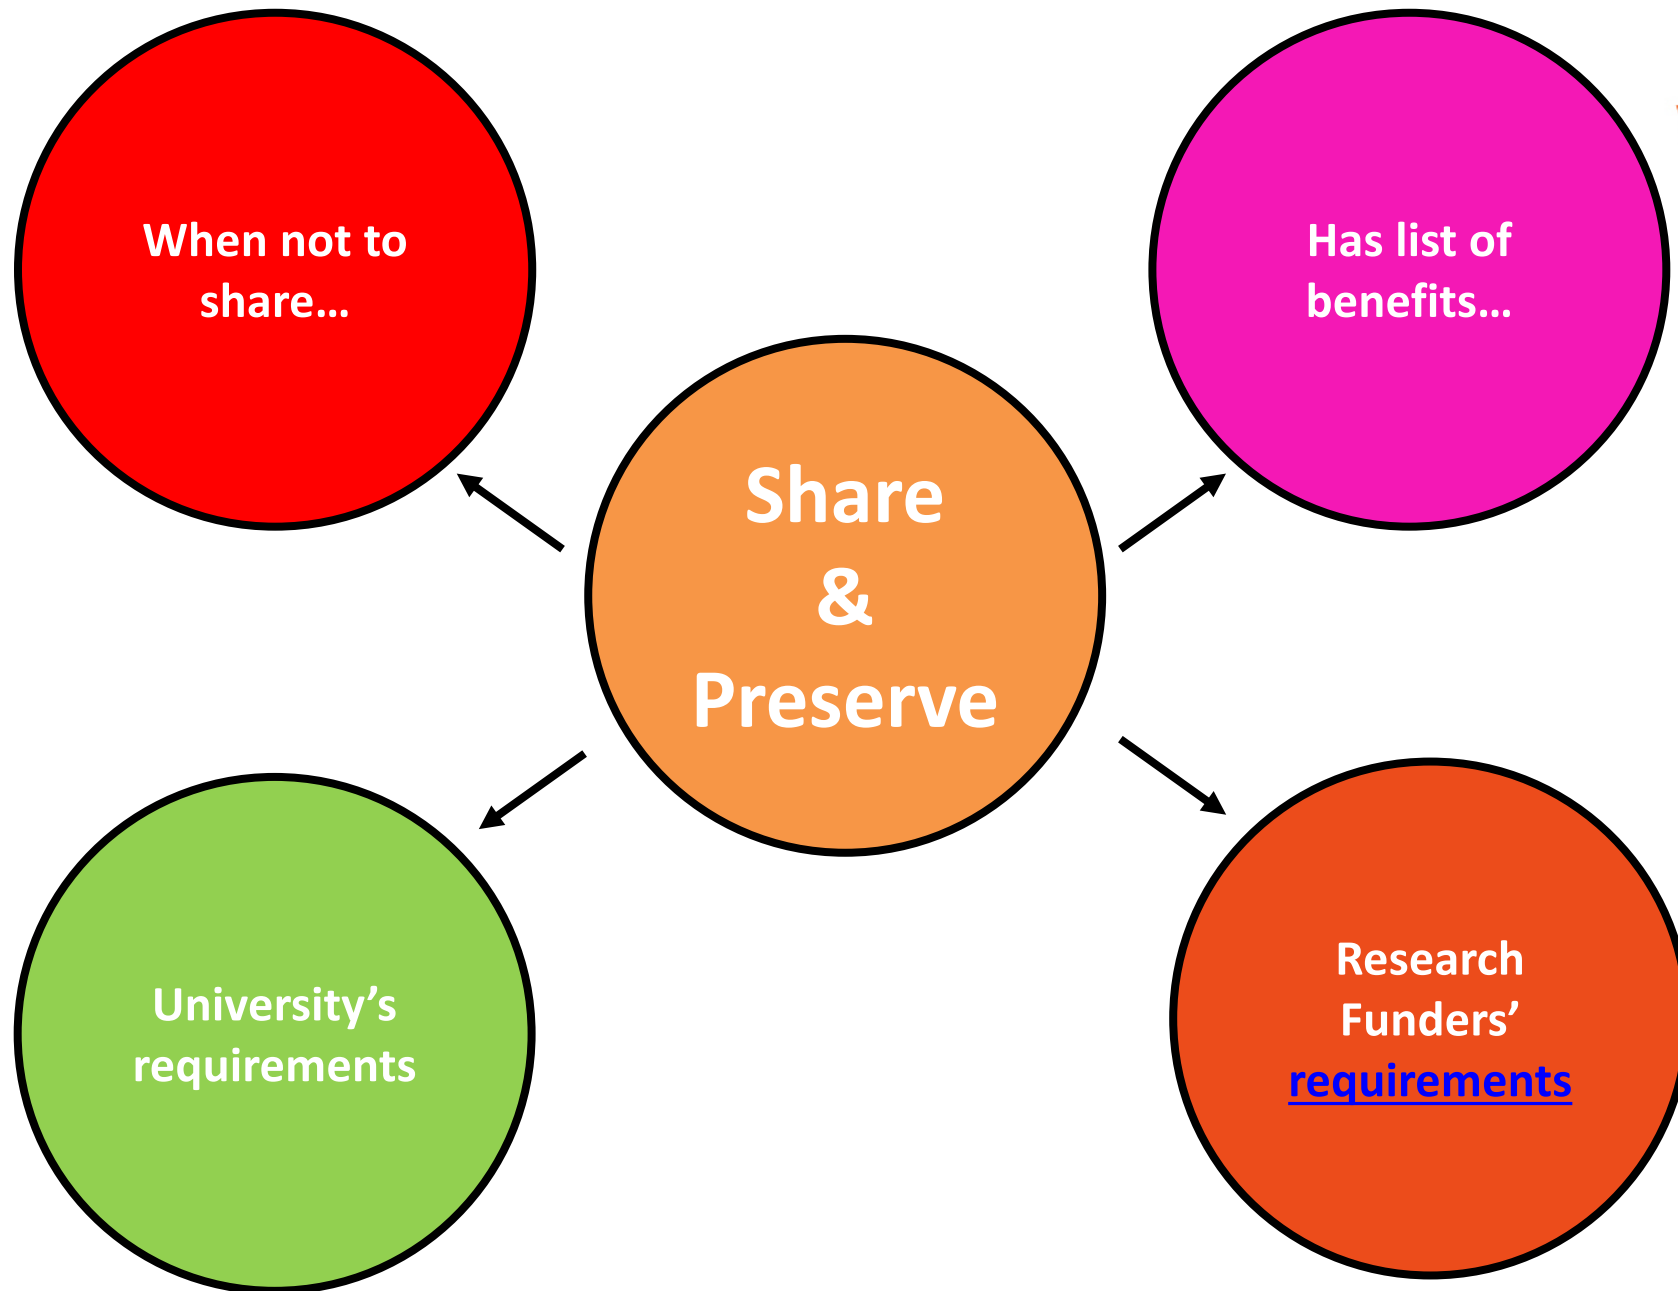 When not to
share…
Has list of
benefits…
Share
&
Preserve
University’s
requirements
Research
Funders’
requirements